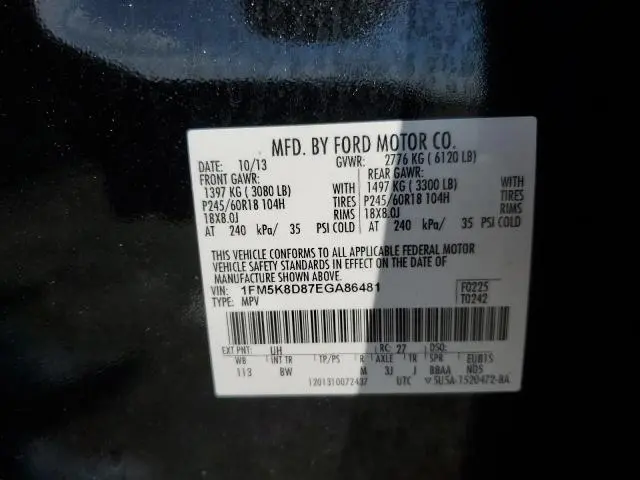 MFD. BY FORD MOTOR CO.
DATE: 10/13 GVWR: 2776 KG ( 6120 LB)
FRONT GAWR: REAR GAWR:
1397 KG ( 3080 LB) WITH 1497 KG ( 3300 LB) WITH
P245/60R18 104H TIRES P245/60R18 104H TIRES
18X8.0J RIMS 18X8.0J RIMS
AT 240 kPa/ 35 PSI COLD AT 240 kPa/ 35 PSI COLD
THIS VEHICLE CONFORMS TO ALL APPLICABLE FEDERAL MOTOR
VEHICLE SAFETY STANDARDS IN EFFECT ON THE DATE OF
MANUFACTURE SHOWN ABOVE.
VIN: 1FM5K8D87EGA86481 F0225
TYPE: MPV T0242
EXT PNT: UH RC: 27 DSO:
WB INT TR TP/PS R AXLE TR SPR EUB1S
113 BW M 3J J BBAA ND5
1201310072437 UTC 5U5A-1520472-BA